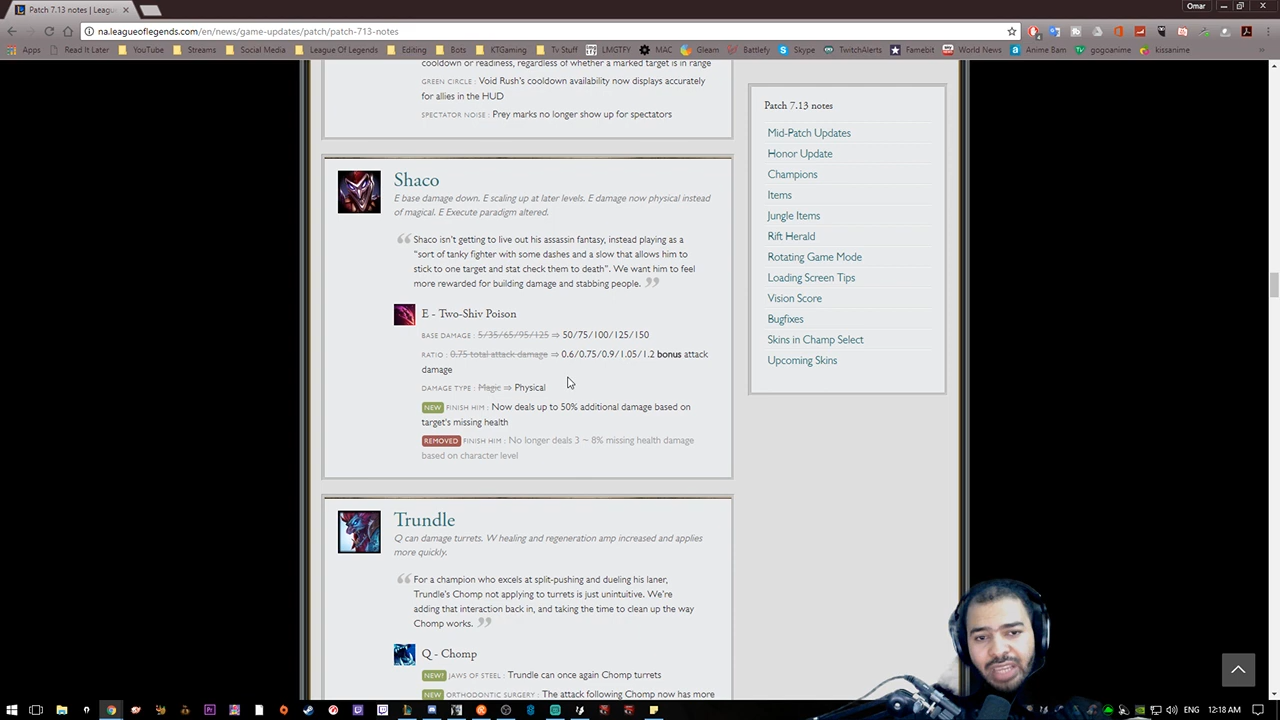 Patch 7.13 notes | Leagu
Omar
na.leagueoflegends.com/en/news/game-updates/patch/patch-713-notes
Apps Read It Later YouTube Streams Social Media League Of Legends Editing Bots KTGaming Tv Stuff LMGTFY MAC Gleam Battlefy Skype TwitchAlerts Famebit World News Anime Bam gogoanime kissanime
cooldown or readiness, regardless of whether a marked target is in range
GREEN CIRCLE : Void Rush's cooldown availability now displays accurately
for allies in the HUD
SPECTATOR NOISE : Prey marks no longer show up for spectators
Shaco
E base damage down. E scaling up at later levels. E damage now physical instead
of magical. E Execute paradigm altered.
Shaco isn't getting to live out his assassin fantasy, instead playing as a
"sort of tanky fighter with some dashes and a slow that allows him to
stick to one target and stat check them to death". We want him to feel
more rewarded for building damage and stabbing people.
E - Two-Shiv Poison
BASE DAMAGE : 5/35/65/95/125 ⇒ 50/75/100/125/150
RATIO : 0.75 total attack damage ⇒ 0.6/0.75/0.9/1.05/1.2 bonus attack
damage
DAMAGE TYPE : Magic ⇒ Physical
NEW FINISH HIM : Now deals up to 50% additional damage based on
target's missing health
REMOVED FINISH HIM : No longer deals 3 ~ 8% missing health damage
based on character level
Trundle
Q can damage turrets. W healing and regeneration amp increased and applies
more quickly.
For a champion who excels at split-pushing and dueling his laner,
Trundle's Chomp not applying to turrets is just unintuitive. We're
adding that interaction back in, and taking the time to clean up the way
Chomp works.
Q - Chomp
NEW? JAWS OF STEEL : Trundle can once again Chomp turrets
NEW ORTHODONTIC SURGERY : The attack following Chomp now has more
Patch 7.13 notes
Mid-Patch Updates
Honor Update
Champions
Items
Jungle Items
Rift Herald
Rotating Game Mode
Loading Screen Tips
Vision Score
Bugfixes
Skins in Champ Select
Upcoming Skins
ENG 12:18 AM